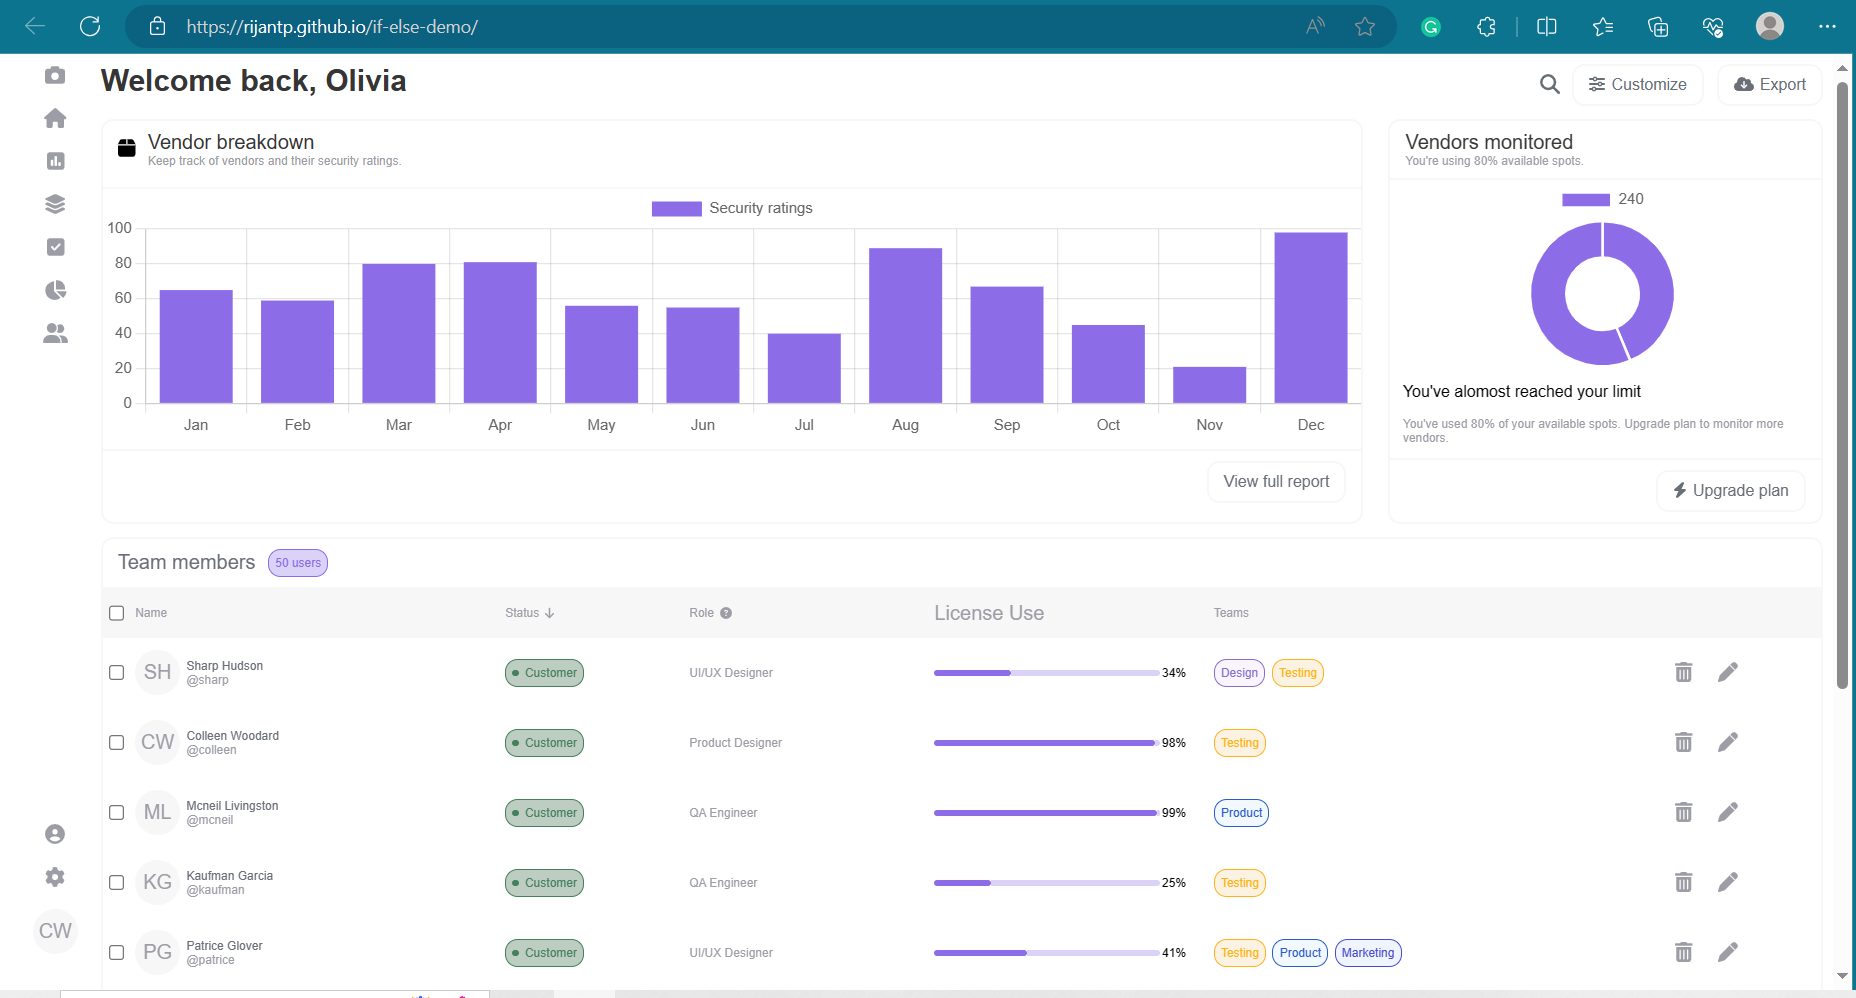 https://rijantp.github.io/if-else-demo/
Welcome back, Olivia
Customize
Export
Vendor breakdown
Keep track of vendors and their security ratings.
Security ratings
100
80
60
40
20
0
Jan Feb Mar Apr May Jun Jul Aug Sep Oct Nov Dec
View full report
Vendors monitored
You're using 80% available spots.
240
You've alomost reached your limit
You've used 80% of your available spots. Upgrade plan to monitor more
vendors.
Upgrade plan
Team members 50 users
Name Status Role License Use Teams
SH Sharp Hudson
@sharp
Customer UI/UX Designer 34% Design Testing
CW Colleen Woodard
@colleen
Customer Product Designer 98% Testing
ML Mcneil Livingston
@mcneil
Customer QA Engineer 99% Product
KG Kaufman Garcia
@kaufman
Customer QA Engineer 25% Testing
PG Patrice Glover
@patrice
Customer UI/UX Designer 41% Testing Product Marketing
CW